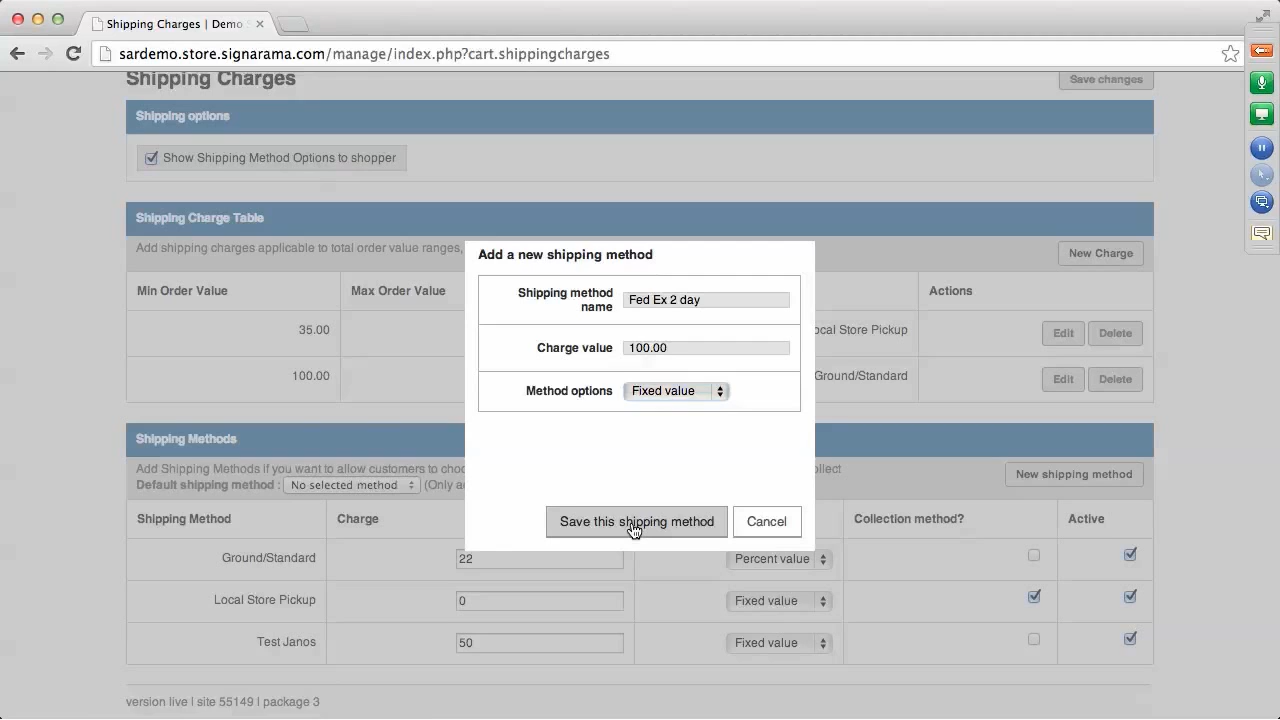 Shipping Charges | Demo
sardemo.store.signarama.com/manage/index.php?cart.shippingcharges
Shipping Charges
Save changes
Shipping options
Show Shipping Method Options to shopper
Shipping Charge Table
Add shipping charges applicable to total order value ranges,
New Charge
Min Order Value
Max Order Value
Actions
35.00
ocal Store Pickup
Edit
Delete
100.00
Ground/Standard
Edit
Delete
Add a new shipping method
Shipping method
name
Fed Ex 2 day
Charge value
100.00
Method options
Fixed value
Save this shipping method
Cancel
Shipping Methods
Add Shipping Methods if you want to allow customers to choo
ollect
New shipping method
Default shipping method :
No selected method
(Only a
Shipping Method
Charge
Collection method?
Active
Ground/Standard
22
Percent value
Local Store Pickup
0
Fixed value
Test Janos
50
Fixed value
version live | site 55149 | package 3